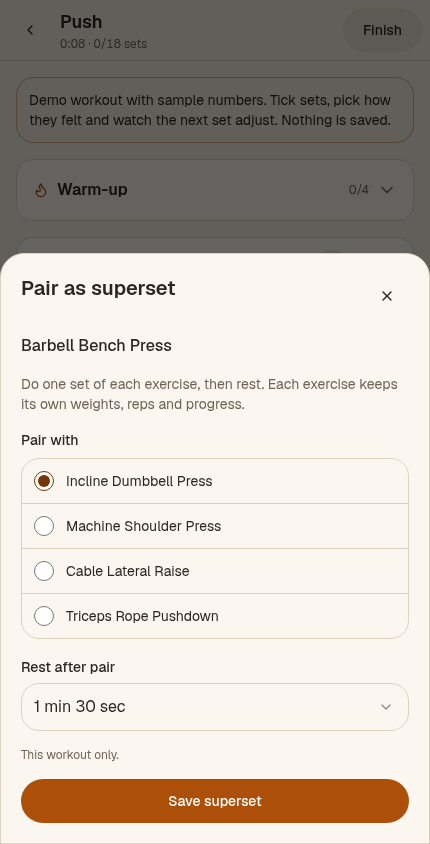 Push
0:08 · 0/18 sets
Finish
Demo workout with sample numbers. Tick sets, pick how
they felt and watch the next set adjust. Nothing is saved.
Warm-up
0/4
Pair as superset
Barbell Bench Press
Do one set of each exercise, then rest. Each exercise keeps
its own weights, reps and progress.
Pair with
Incline Dumbbell Press
Machine Shoulder Press
Cable Lateral Raise
Triceps Rope Pushdown
Rest after pair
1 min 30 sec
This workout only.
Save superset